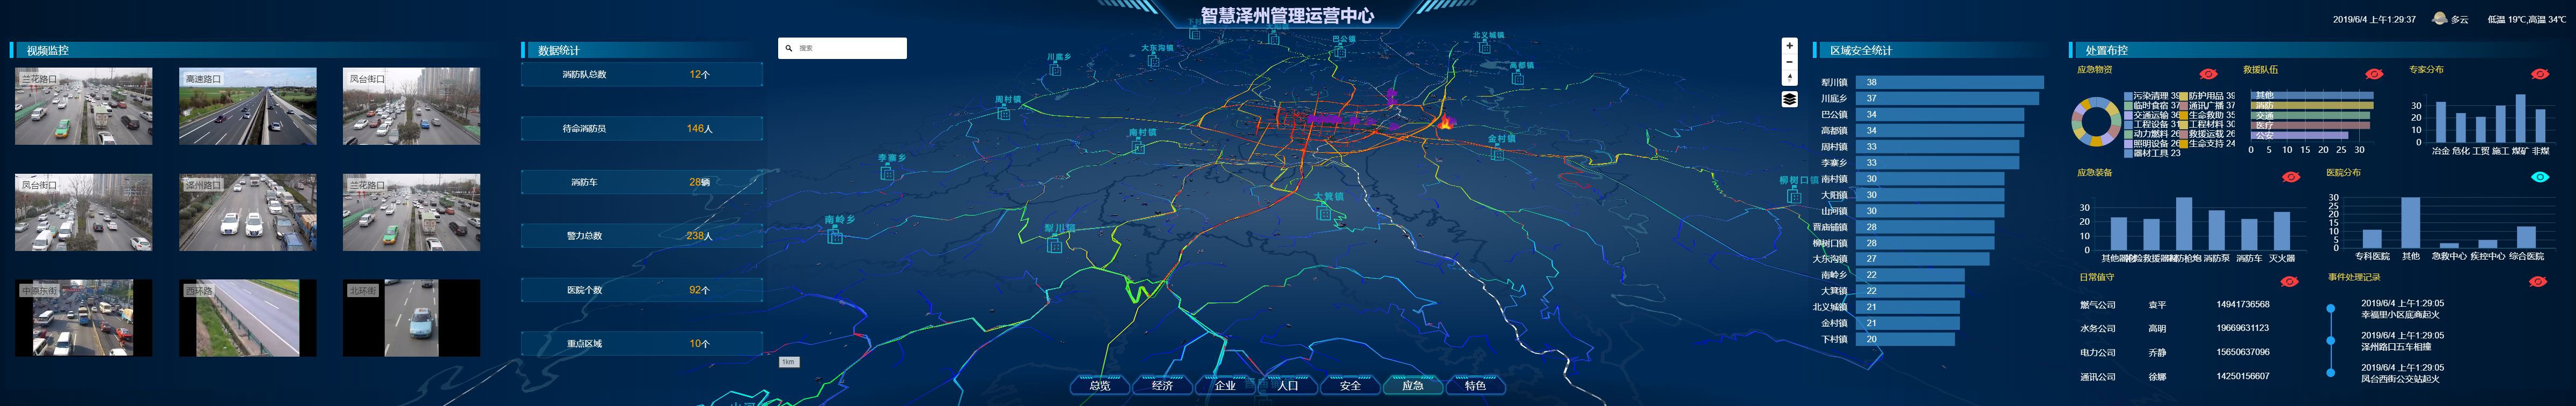 智慧泽州管理运营中心
2019/6/4 上午1:29:37
多云
低温 19℃,高温 34℃
视频监控
兰花路口
高速路口
凤台街口
凤台街口
泽州路口
兰花路口
中原东街
西环路
北环街
数据统计
消防队总数 12个
待命消防员 146人
消防车 28辆
警力总数 238人
医院个数 92个
重点区域 10个
搜索
下村镇
大东沟镇
川底乡
巴公镇
北义城镇
高都镇
周村镇
南村镇
金村镇
李寨乡
柳树口镇
大箕镇
南岭乡
犁川镇
山河
1km
总览
经济
企业
人口
安全
应急
特色
区域安全统计
犁川镇 38
川底乡 37
巴公镇 34
高都镇 34
周村镇 33
李寨乡 33
南村镇 30
大阳镇 30
山河镇 30
晋庙铺镇 28
柳树口镇 28
大东沟镇 27
南岭乡 22
大箕镇 22
北义城镇 21
金村镇 21
下村镇 20
处置布控
应急物资
污染清理 39 防护用品 39
临时食宿 37 通讯广播 37
交通运输 36 生命救助 35
工程设备 31 工程材料 30
动力燃料 26 救援运载 26
照明设备 26 生命支持 24
器材工具 23
救援队伍
其他
消防
交通
医疗
公安
0 5 10 15 20 25 30
专家分布
30
20
10
0
冶金 危化 工贸 施工 煤矿 非煤
应急装备
30
20
10
0
消防泵 消防车 灭火器
医院分布
30
25
20
15
10
5
0
专科医院 其他 急救中心 疾控中心 综合医院
日常值守
燃气公司 袁平 14941736568
水务公司 高明 19669631123
电力公司 乔静 15650637096
通讯公司 徐娜 14250156607
事件处理记录
2019/6/4 上午1:29:05
幸福里小区底商起火
2019/6/4 上午1:29:05
泽州路口五车相撞
2019/6/4 上午1:29:05
凤台西街公交站起火